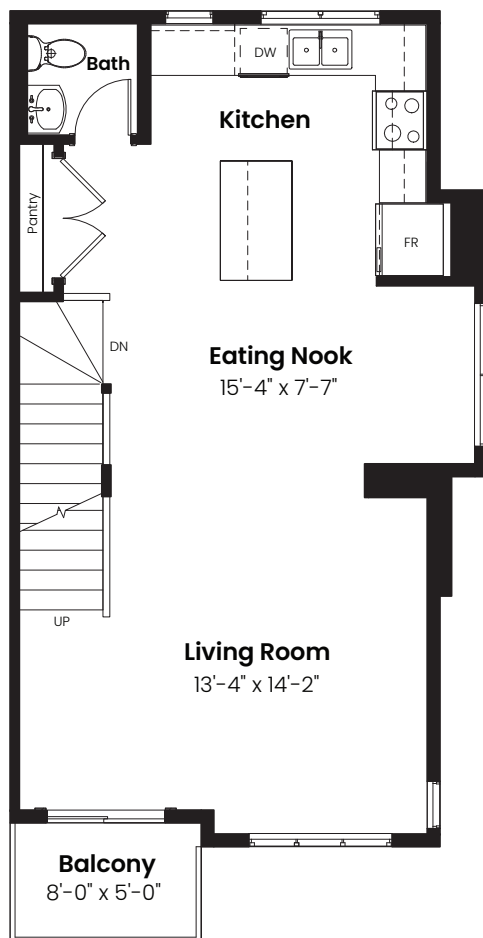 DW
Bath
Kitchen
Pantry
FR
DN
Eating Nook
15'-4" x 7'-7"
UP
Living Room
13'-4" x 14'-2"
Balcony
8'-0" x 5'-0"